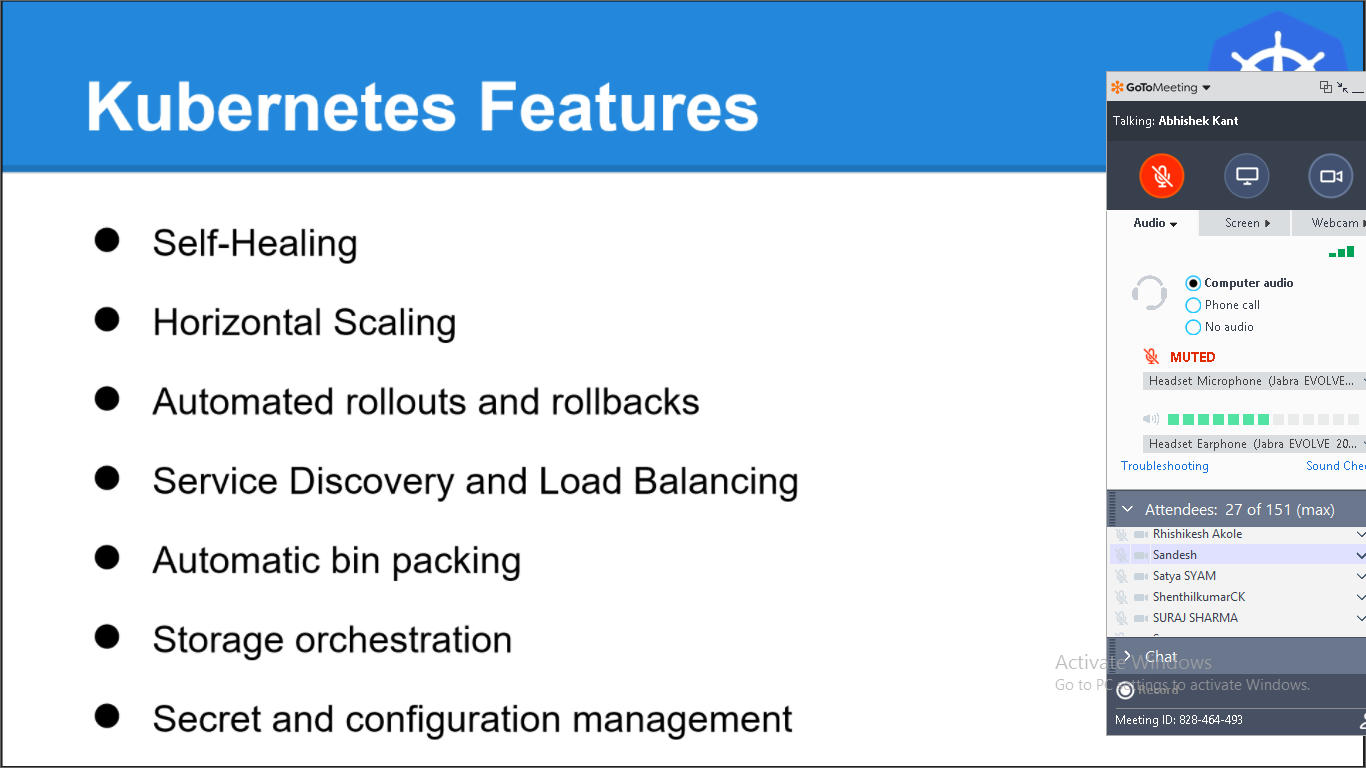 Kubernetes Features
Self-Healing
Horizontal Scaling
Automated rollouts and rollbacks
Service Discovery and Load Balancing
Automatic bin packing
Storage orchestration
Secret and configuration management
GoToMeeting
Talking: Abhishek Kant
Audio
Screen
Webcam
Computer audio
Phone call
No audio
MUTED
Headset Microphone (Jabra EVOLVE...
Headset Earphone (Jabra EVOLVE 20...
Troubleshooting
Sound Che
Attendees: 27 of 151 (max)
Rhishikesh Akole
Sandesh
Satya SYAM
ShenthilkumarCK
SURAJ SHARMA
Chat
Activate Windows
Go to PC settings to activate Windows.
Record
Meeting ID: 828-464-493